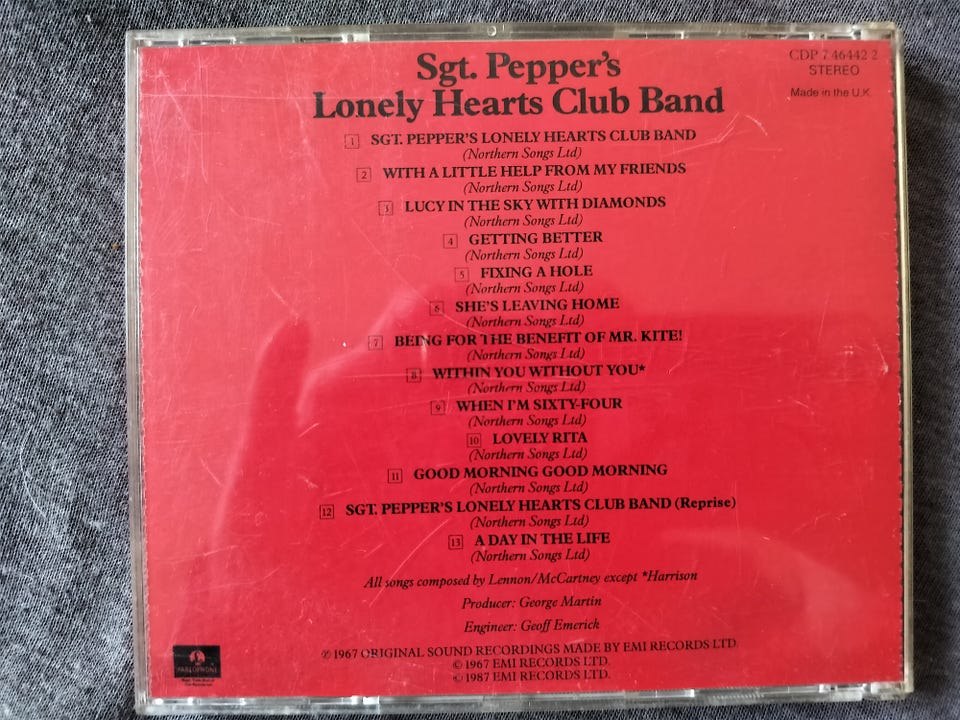 Sgt. Pepper's
Lonely Hearts Club Band
CDP 7 46442 2
STEREO
Made in the U.K.
1 SGT. PEPPER'S LONELY HEARTS CLUB BAND
(Northern Songs Ltd)
2 WITH A LITTLE HELP FROM MY FRIENDS
(Northern Songs Ltd)
3 LUCY IN THE SKY WITH DIAMONDS
(Northern Songs Ltd)
4 GETTING BETTER
(Northern Songs Ltd)
5 FIXING A HOLE
(Northern Songs Ltd)
6 SHE'S LEAVING HOME
(Northern Songs Ltd)
7 BEING FOR THE BENEFIT OF MR. KITE!
(Northern Songs Ltd)
8 WITHIN YOU WITHOUT YOU*
(Northern Songs Ltd)
9 WHEN I'M SIXTY-FOUR
(Northern Songs Ltd)
10 LOVELY RITA
(Northern Songs Ltd)
11 GOOD MORNING GOOD MORNING
(Northern Songs Ltd)
12 SGT. PEPPER'S LONELY HEARTS CLUB BAND (Reprise)
(Northern Songs Ltd)
13 A DAY IN THE LIFE
(Northern Songs Ltd)
All songs composed by Lennon/McCartney except *Harrison
Producer: George Martin
Engineer: Geoff Emerick
℗ 1967 ORIGINAL SOUND RECORDINGS MADE BY EMI RECORDS LTD.
© 1967 EMI RECORDS LTD.
© 1987 EMI RECORDS LTD.
PARLOPHONE